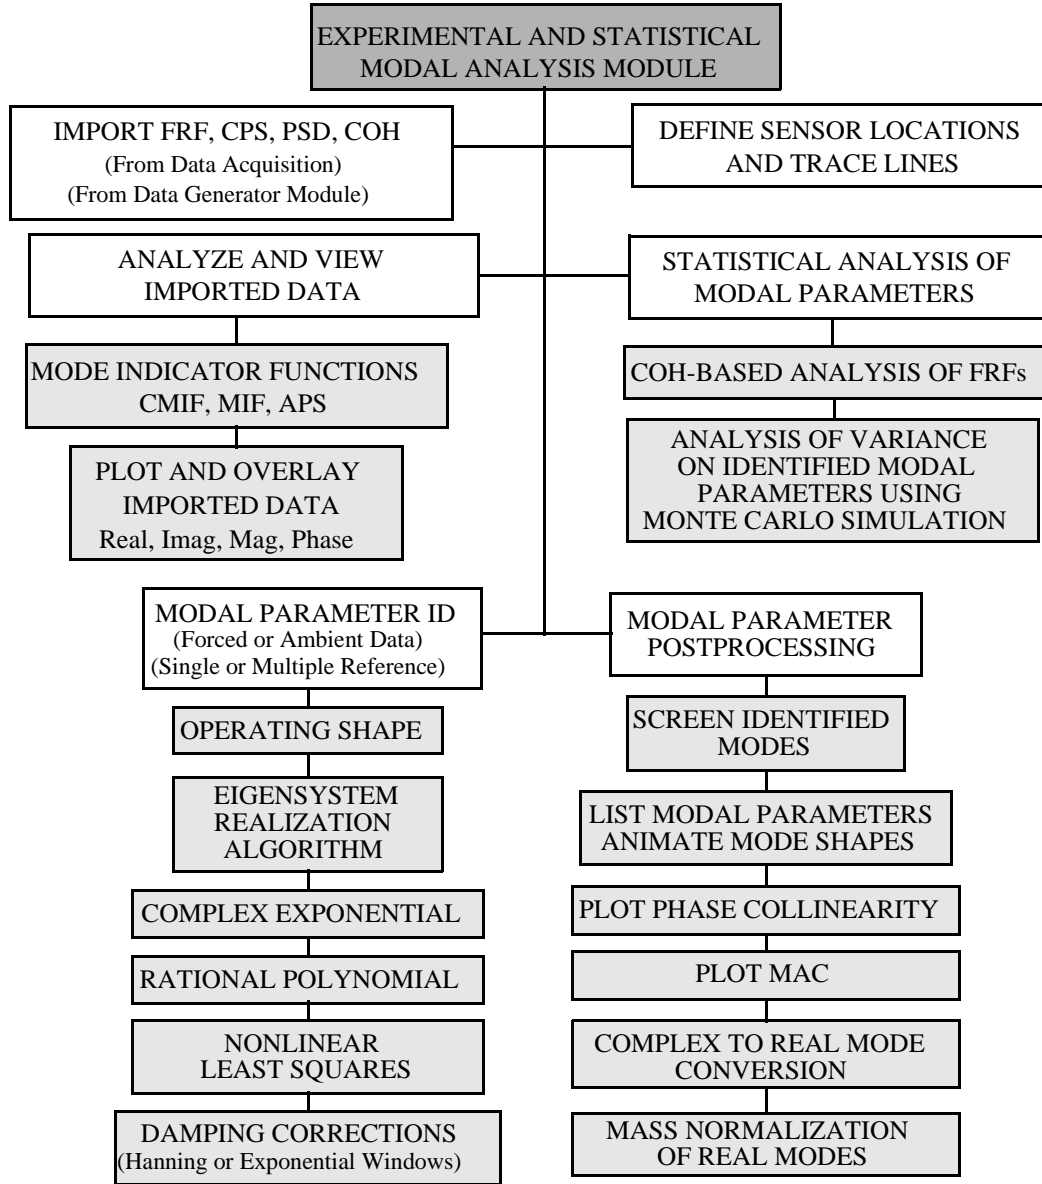 EXPERIMENTAL AND STATISTICAL
MODAL ANALYSIS MODULE
IMPORT FRF, CPS, PSD, COH
(From Data Acquisition)
(From Data Generator Module)
DEFINE SENSOR LOCATIONS
AND TRACE LINES
ANALYZE AND VIEW
IMPORTED DATA
STATISTICAL ANALYSIS OF
MODAL PARAMETERS
MODE INDICATOR FUNCTIONS
CMIF, MIF, APS
COH-BASED ANALYSIS OF FRFs
PLOT AND OVERLAY
IMPORTED DATA
Real, Imag, Mag, Phase
ANALYSIS OF VARIANCE
ON IDENTIFIED MODAL
PARAMETERS USING
MONTE CARLO SIMULATION
MODAL PARAMETER ID
(Forced or Ambient Data)
(Single or Multiple Reference)
OPERATING SHAPE
EIGENSYSTEM
REALIZATION
ALGORITHM
COMPLEX EXPONENTIAL
RATIONAL POLYNOMIAL
NONLINEAR
LEAST SQUARES
DAMPING CORRECTIONS
(Hanning or Exponential Windows)
MODAL PARAMETER
POSTPROCESSING
SCREEN IDENTIFIED
MODES
LIST MODAL PARAMETERS
ANIMATE MODE SHAPES
PLOT PHASE COLLINEARITY
PLOT MAC
COMPLEX TO REAL MODE
CONVERSION
MASS NORMALIZATION
OF REAL MODES